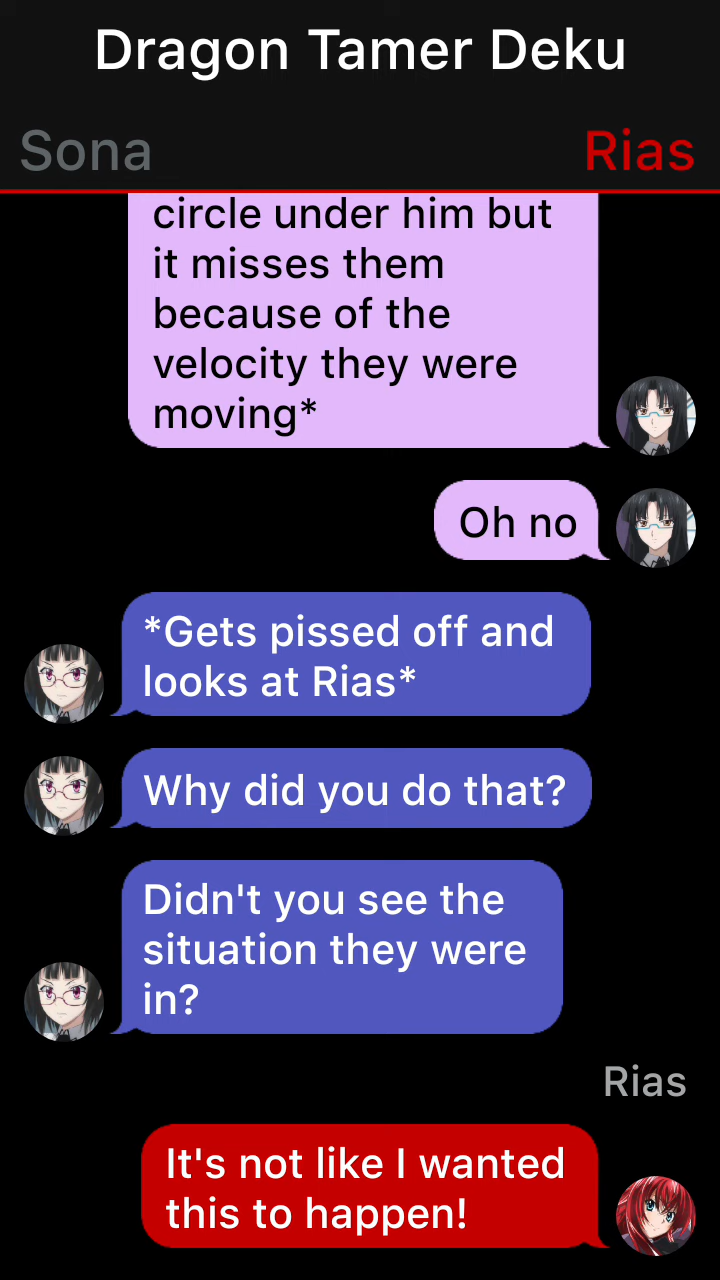 Dragon Tamer Deku
Sona
Rias
circle under him but
it misses them
because of the
velocity they were
moving*
Oh no
*Gets pissed off and
looks at Rias*
Why did you do that?
Didn't you see the
situation they were
in?
Rias
It's not like I wanted
this to happen!